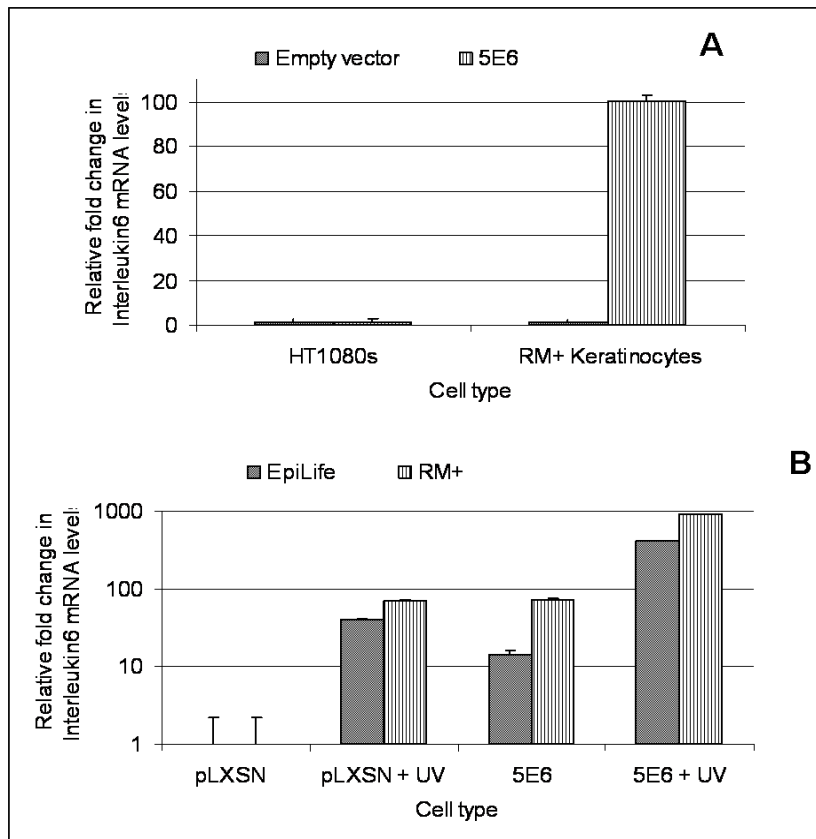 A
Empty vector 5E6
Relative fold change in
Interleukin6 mRNA level
100
80
60
40
20
0
HT1080s RM+ Keratinocytes
Cell type
B
EpiLife RM+
Relative fold change in
Interleukin6 mRNA level
1000
100
10
1
pLXSN pLXSN + UV 5E6 5E6 + UV
Cell type